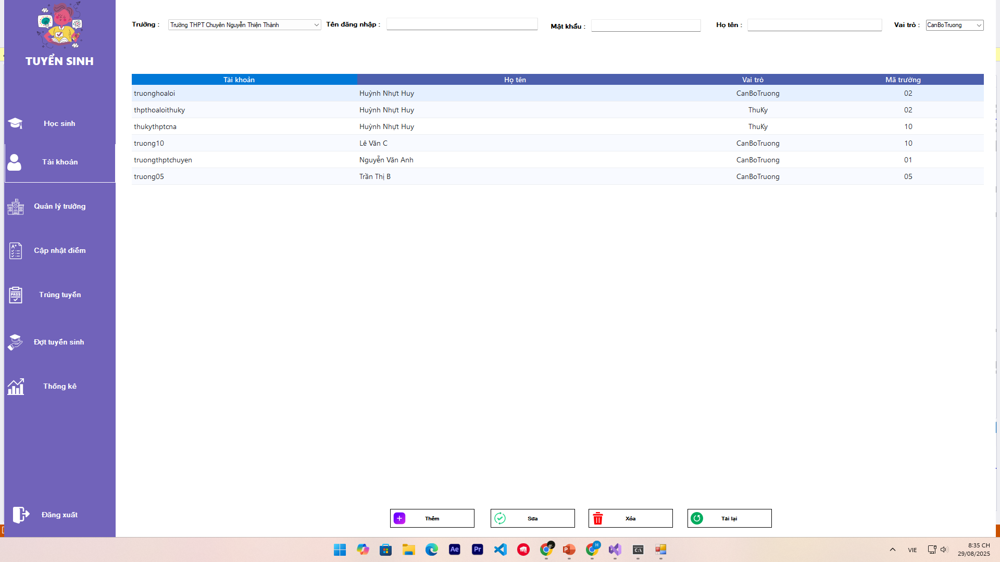 TUYỂN SINH
Học sinh
Tài khoản
Quản lý trường
Cập nhật điểm
PASS
Trúng tuyển
Đợt tuyển sinh
Thống kê
Đăng xuất
Trường : Trường THPT Chuyên Nguyễn Thiện Thành Tên đăng nhập : Mật khẩu : Họ tên : Vai trò : CanBoTruong
Tài khoản Họ tên Vai trò Mã trường
truonghoaloi Huỳnh Nhựt Huy CanBoTruong 02
thpthoaloithuky Huỳnh Nhựt Huy ThuKy 02
thukythptcna Huỳnh Nhựt Huy ThuKy 10
truong10 Lê Văn C CanBoTruong 10
truongthptchuyen Nguyễn Văn Anh CanBoTruong 01
truong05 Trần Thị B CanBoTruong 05
Thêm Sửa Xóa Tải lại
Ae Pr P H C:\ VIE 8:35 CH
29/08/2025